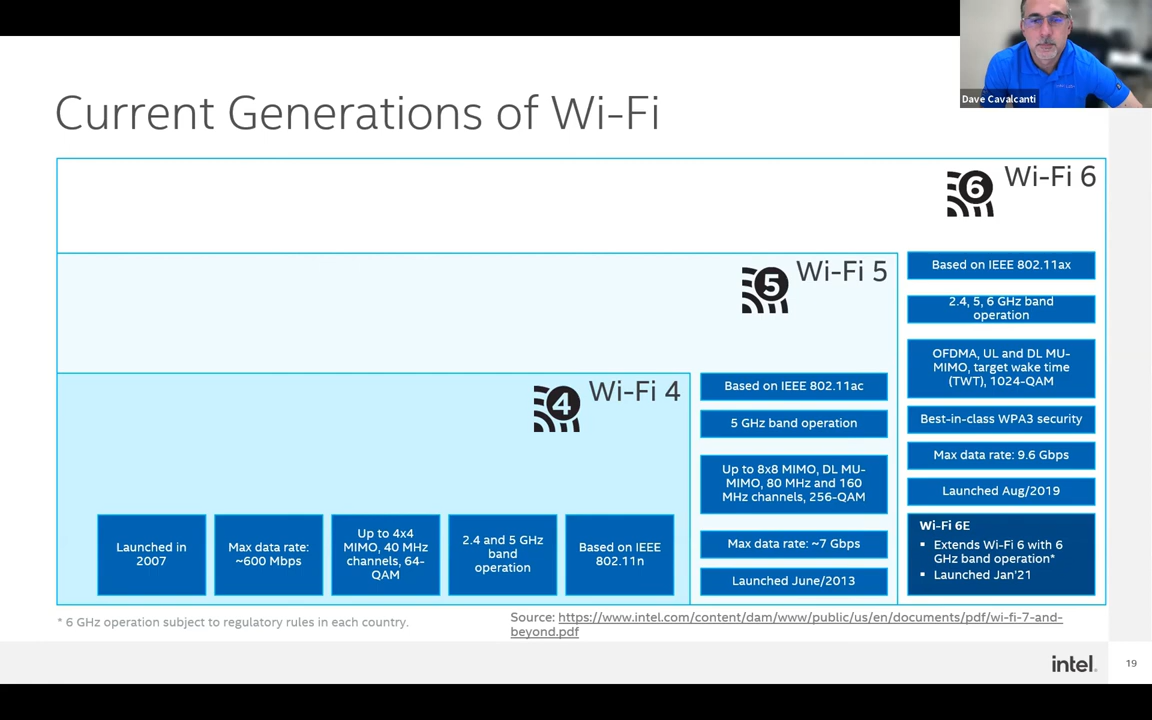 Dave Cavalcanti
Current Generations of Wi-Fi
6
Wi-Fi 6
Based on IEEE 802.11ax
2.4, 5, 6 GHz band
operation
OFDMA, UL and DL MU-
MIMO, target wake time
(TWT), 1024-QAM
Best-in-class WPA3 security
Max data rate: 9.6 Gbps
Launched Aug/2019
Wi-Fi 6E
▪ Extends Wi-Fi 6 with 6
GHz band operation*
▪ Launched Jan'21
5
Wi-Fi 5
Based on IEEE 802.11ac
5 GHz band operation
Up to 8x8 MIMO, DL MU-
MIMO, 80 MHz and 160
MHz channels, 256-QAM
Max data rate: ~7 Gbps
Launched June/2013
4
Wi-Fi 4
Launched in
2007
Max data rate:
~600 Mbps
Up to 4x4
MIMO, 40 MHz
channels, 64-
QAM
2.4 and 5 GHz
band
operation
Based on IEEE
802.11n
* 6 GHz operation subject to regulatory rules in each country.
Source: https://www.intel.com/content/dam/www/public/us/en/documents/pdf/wi-fi-7-and-
beyond.pdf
intel.
19